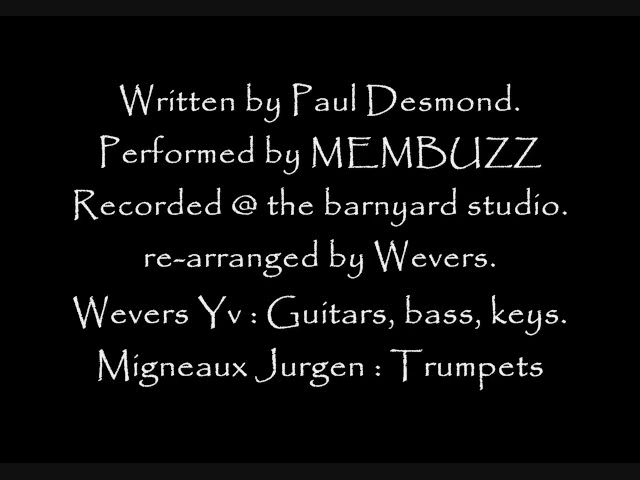 Written by Paul Desmond.
Performed by MEMBUZZ
Recorded @ the barnyard studio.
re-arranged by Wevers.
Wevers Yv : Guitars, bass, keys.
Migneaux Jurgen : Trumpets